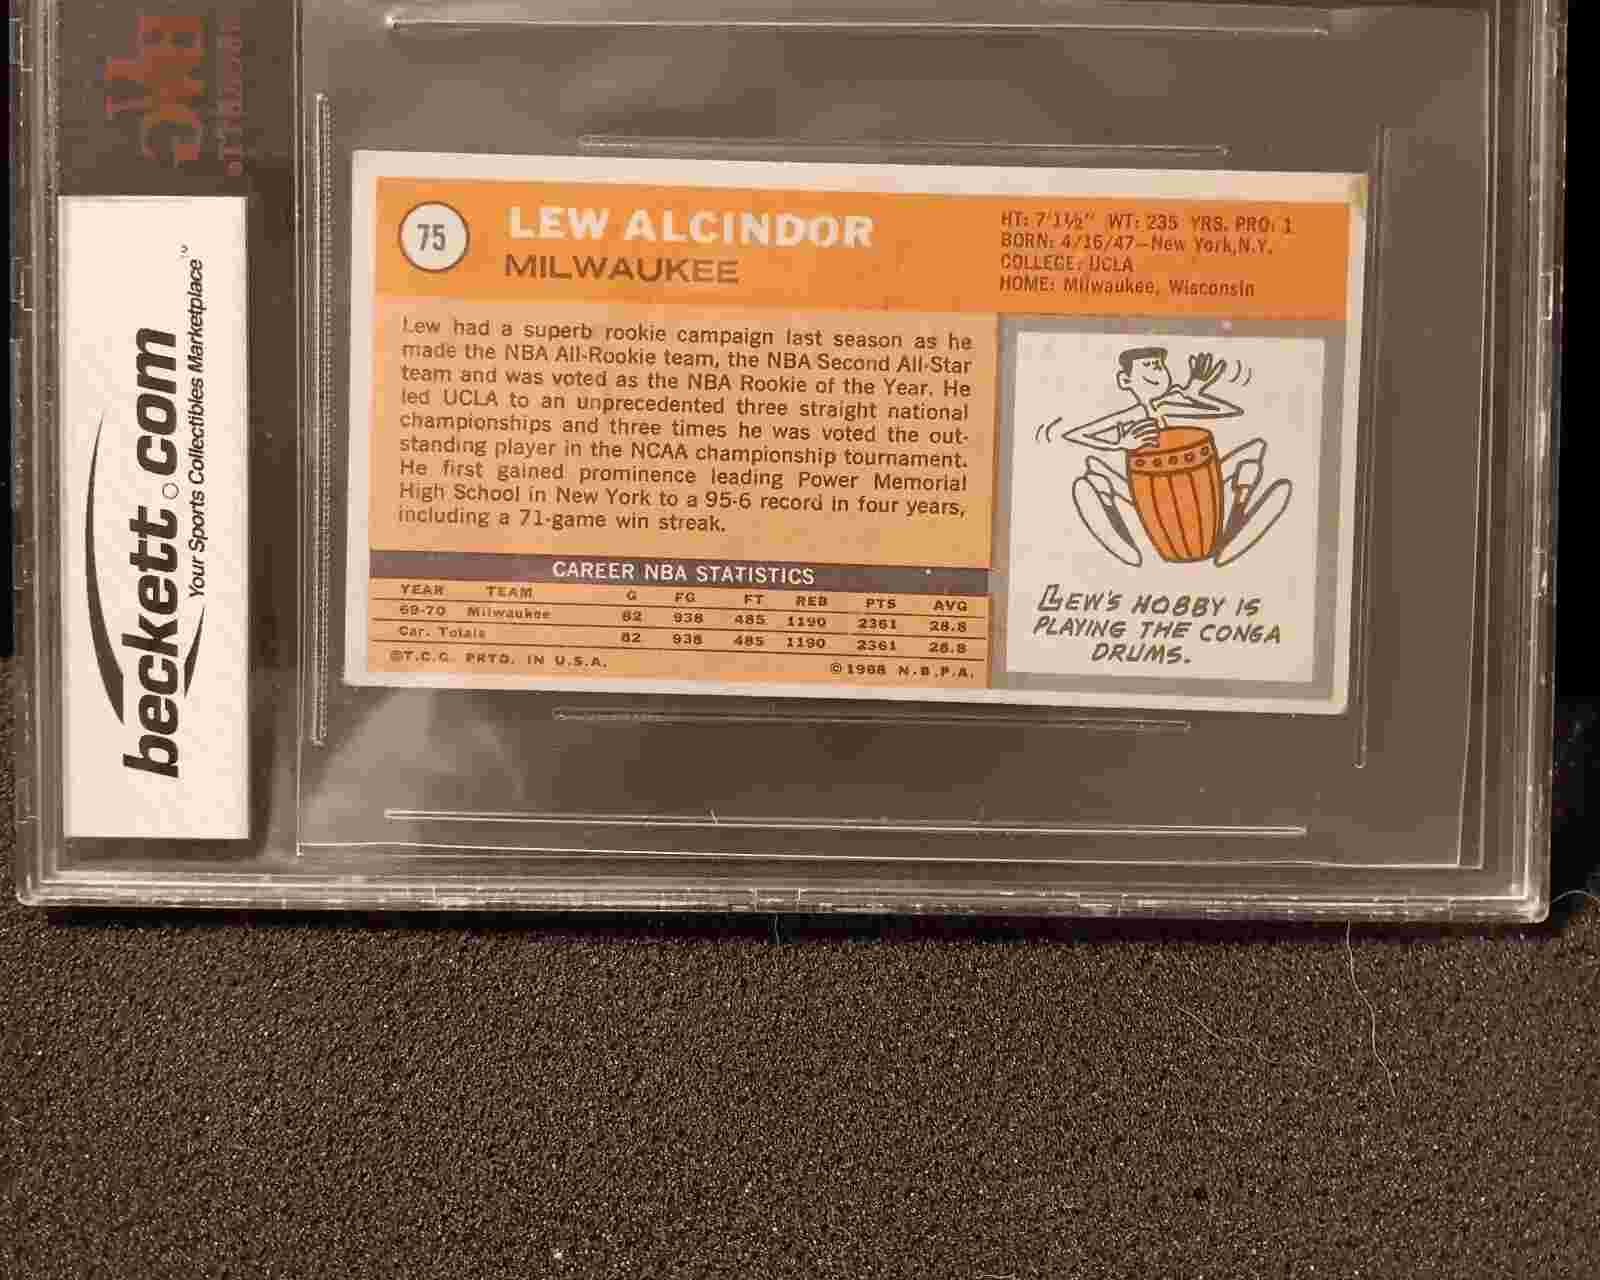 75
LEW ALCINDOR
MILWAUKEE
HT: 7'1½" WT: 235 YRS. PRO: 1
BORN: 4/16/47—New York,N.Y.
COLLEGE: UCLA
HOME: Milwaukee, Wisconsin
Lew had a superb rookie campaign last season as he
made the NBA All-Rookie team, the NBA Second All-Star
team and was voted as the NBA Rookie of the Year. He
led UCLA to an unprecedented three straight national
championships and three times he was voted the out-
standing player in the NCAA championship tournament.
He first gained prominence leading Power Memorial
High School in New York to a 95-6 record in four years,
including a 71-game win streak.
CAREER NBA STATISTICS
YEAR TEAM G FG FT REB PTS AVG
69-70 Milwaukee 82 938 485 1190 2361 28.8
Car. Totals 82 938 485 1190 2361 28.8
©T.C.G. PRTD. IN U.S.A. ©1968 N.B.P.A.
LEW'S HOBBY IS
PLAYING THE CONGA
DRUMS.
beckett.com
Your Sports Collectibles Marketplace™